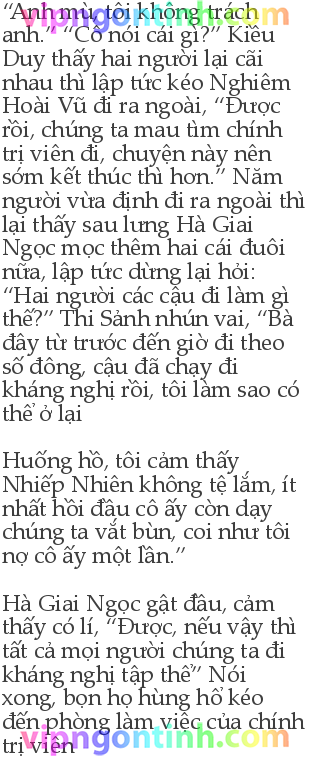 “Anh mù, tôi không trách
vipngontinh.com
anh.” “Cô nói cái gì?” Kiều
Duy thấy hai người lại cãi
nhau thì lập tức kéo Nghiêm
Hoài Vũ đi ra ngoài, “Được
rồi, chúng ta mau tìm chính
trị viên đi, chuyện này nên
sớm kết thúc thì hơn.” Năm
người vừa định đi ra ngoài thì
lại thấy sau lưng Hà Giai
Ngọc mọc thêm hai cái đuôi
nữa, lập tức dừng lại hỏi:
“Hai người các cậu đi làm gì
thế?” Thi Sảnh nhún vai, “Bà
đây từ trước đến giờ đi theo
số đông, cậu đã chạy đi
kháng nghị rồi, tôi làm sao có
thể ở lại
Huống hồ, tôi cảm thấy
Nhiếp Nhiên không tệ lắm, ít
nhất hồi đầu cô ấy còn dạy
chúng ta vắt bùn, coi như tôi
nợ cô ấy một lần.”
Hà Giai Ngọc gật đầu, cảm
thấy có lí, “Được, nếu vậy thì
tất cả mọi người chúng ta đi
kháng nghị tập thể” Nói
xong, bọn họ hùng hổ kéo
đến phòng làm việc của chính
vipngontinh.com
trị viên